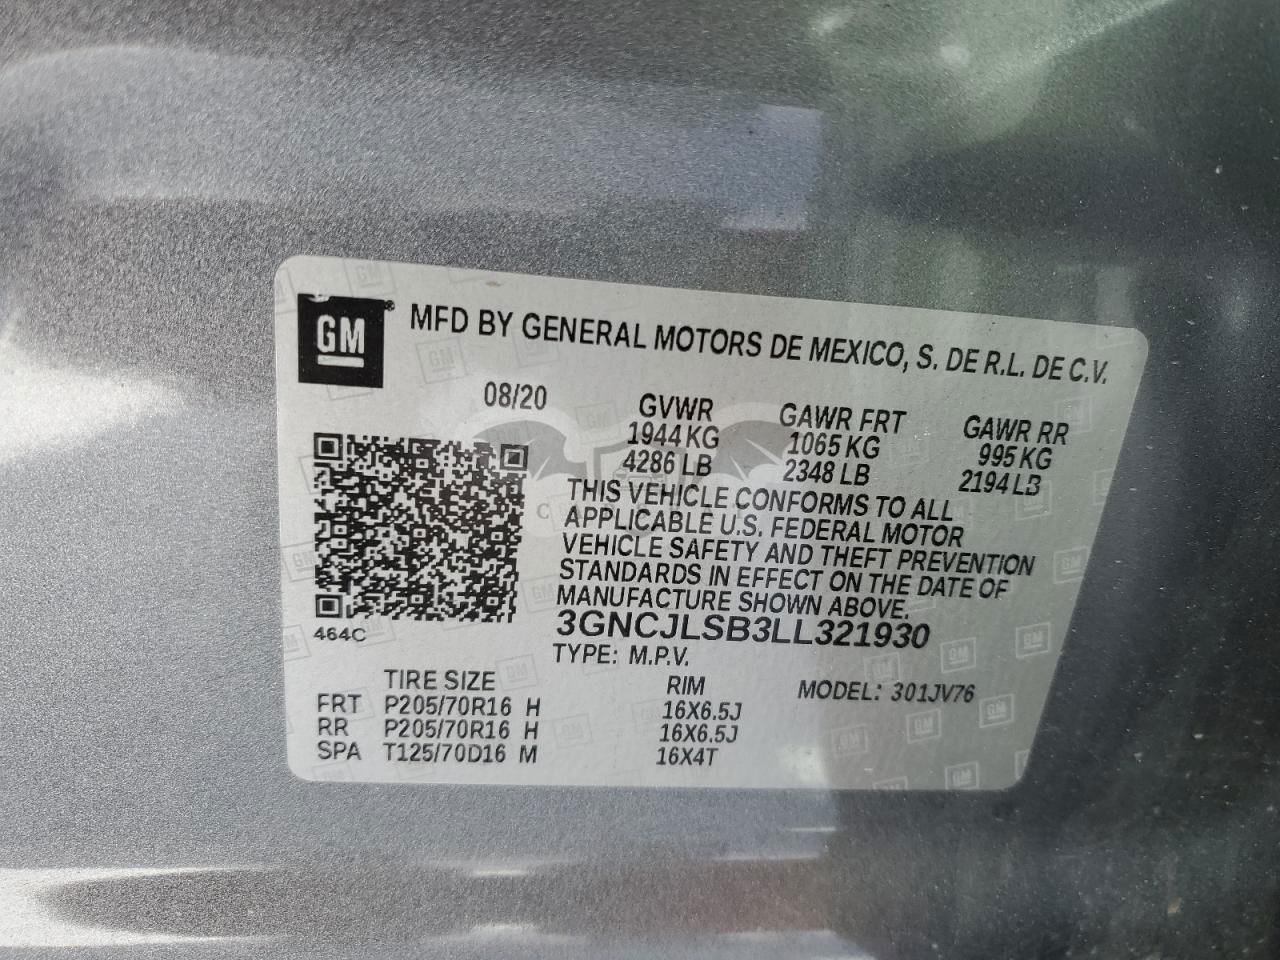 GM
MFD BY GENERAL MOTORS DE MEXICO, S. DE R.L. DE C.V.
08/20
GVWR
1944 KG
4286 LB
GAWR FRT
1065 KG
2348 LB
GAWR RR
995 KG
2194 LB
THIS VEHICLE CONFORMS TO ALL
APPLICABLE U.S. FEDERAL MOTOR
VEHICLE SAFETY AND THEFT PREVENTION
STANDARDS IN EFFECT ON THE DATE OF
MANUFACTURE SHOWN ABOVE.
3GNCJLSB3LL321930
TYPE: M.P.V.
464C
TIRE SIZE RIM MODEL: 301JV76
FRT P205/70R16 H 16X6.5J
RR P205/70R16 H 16X6.5J
SPA T125/70D16 M 16X4T